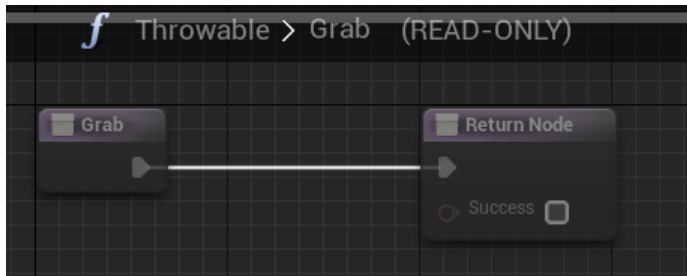 f Throwable > Grab (READ-ONLY)
Grab
Return Node
Success